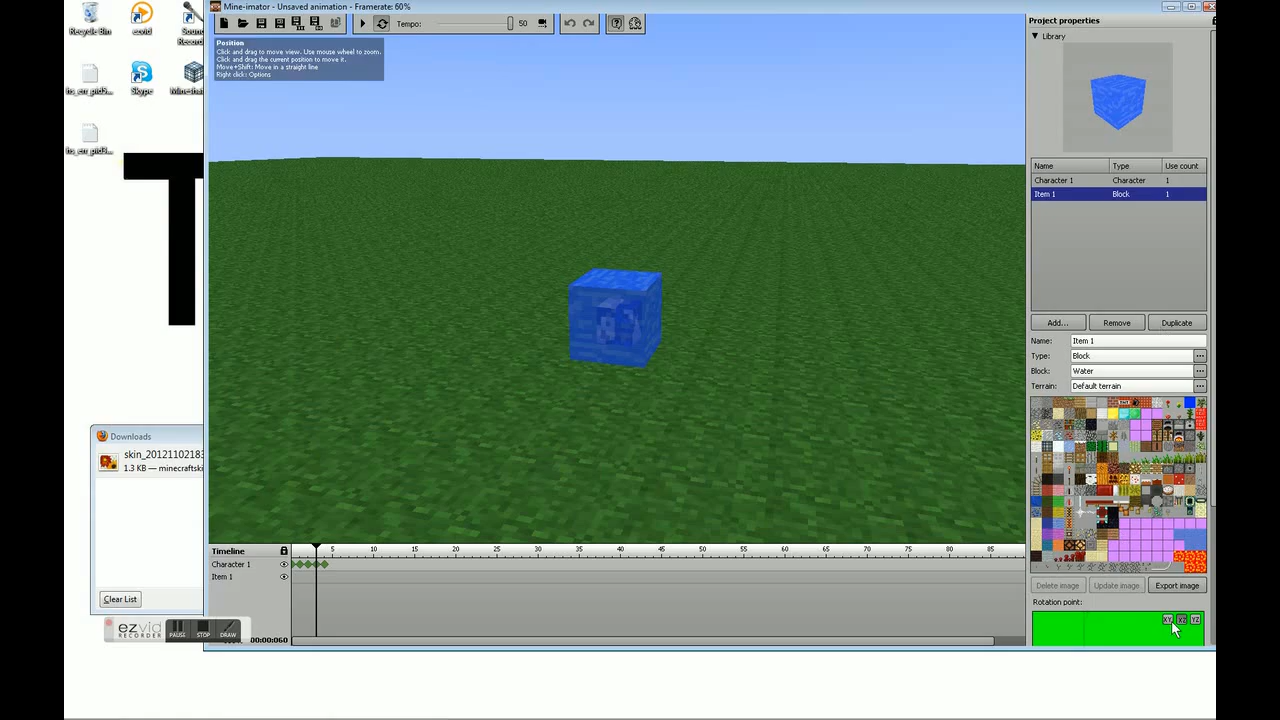 Recycle Bin
ezvid
Sound
Recorde
hs_err_pid5...
Skype
Mineshaf
hs_err_pid3...
T
Mine-imator - Unsaved animation - Framerate: 60%
Tempo: 50
Position
Click and drag to move view. Use mouse wheel to zoom.
Click and drag the current position to move it.
Move+Shift: Move in a straight line
Right click: Options
Project properties
Library
Name Type Use count
Character 1 Character 1
Item 1 Block 1
Add... Remove Duplicate
Name: Item 1
Type: Block ...
Block: Water ...
Terrain: Default terrain ...
Delete image Update image Export image
Rotation point:
XY XZ YZ
Downloads
skin_20121102183
1.3 KB — minecraftski
Clear List
Timeline 5 10 15 20 25 30 35 40 45 50 55 60 65 70 75 80 85
Character 1
Item 1
00:00:060
ezvid
RECORDER
PAUSE STOP DRAW